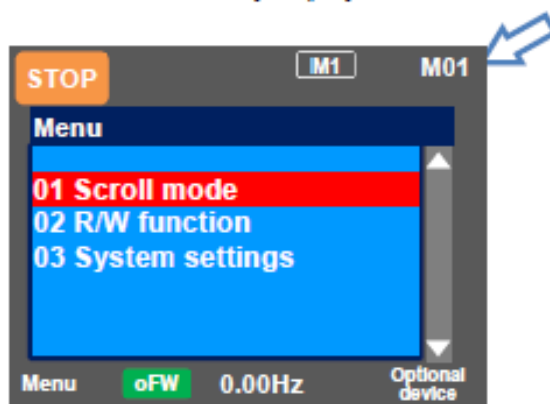 STOP M1 M01
Menu
01 Scroll mode
02 R/W function
03 System settings
Menu oFW 0.00Hz Optional device